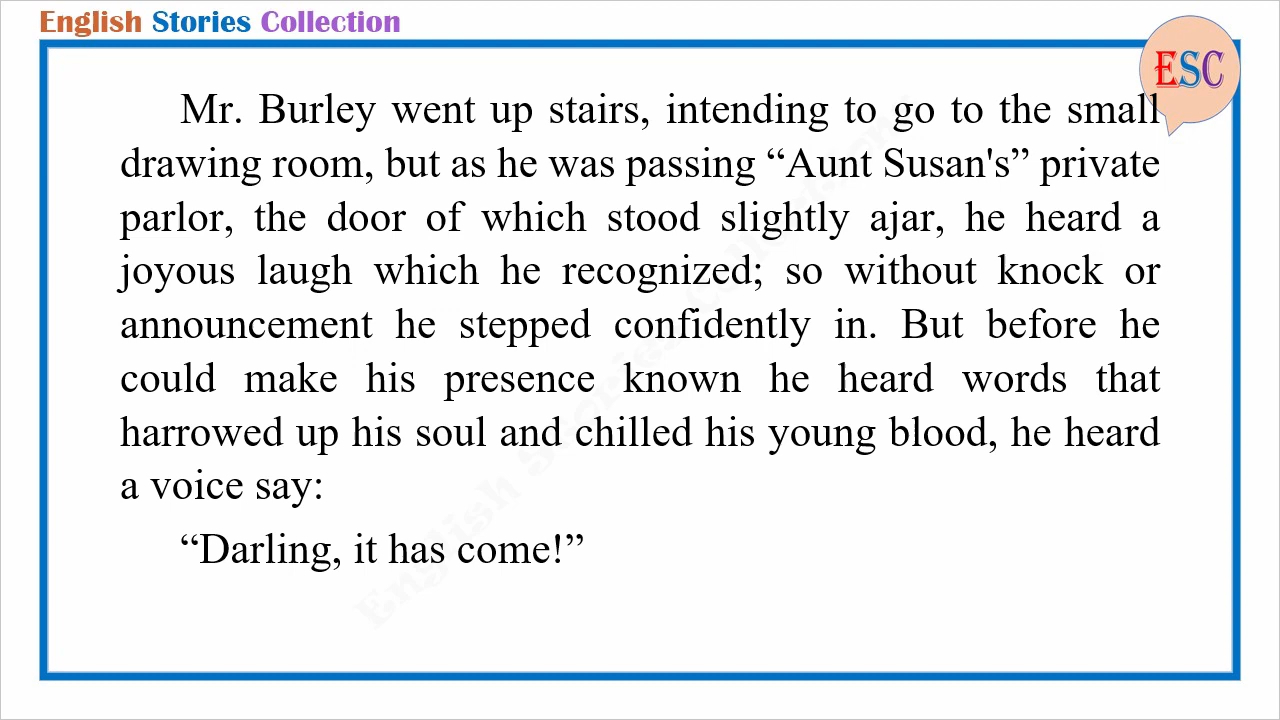 English Stories Collection
ESC
Mr. Burley went up stairs, intending to go to the small
drawing room, but as he was passing “Aunt Susan's” private
parlor, the door of which stood slightly ajar, he heard a
joyous laugh which he recognized; so without knock or
announcement he stepped confidently in. But before he
could make his presence known he heard words that
harrowed up his soul and chilled his young blood, he heard
a voice say:
“Darling, it has come!”
English Stories Collection